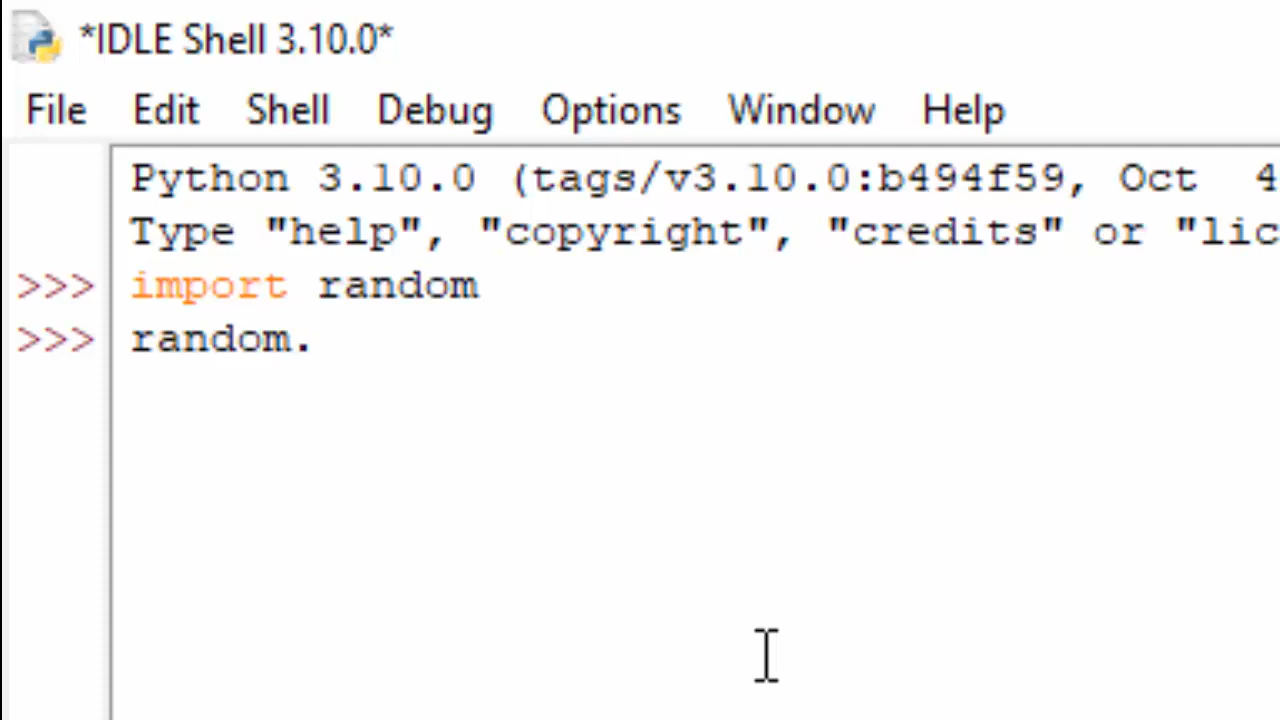 *IDLE Shell 3.10.0*
File Edit Shell Debug Options Window Help
Python 3.10.0 (tags/v3.10.0:b494f59, Oct  4
Type "help", "copyright", "credits" or "lic
>>> import random
>>> random.